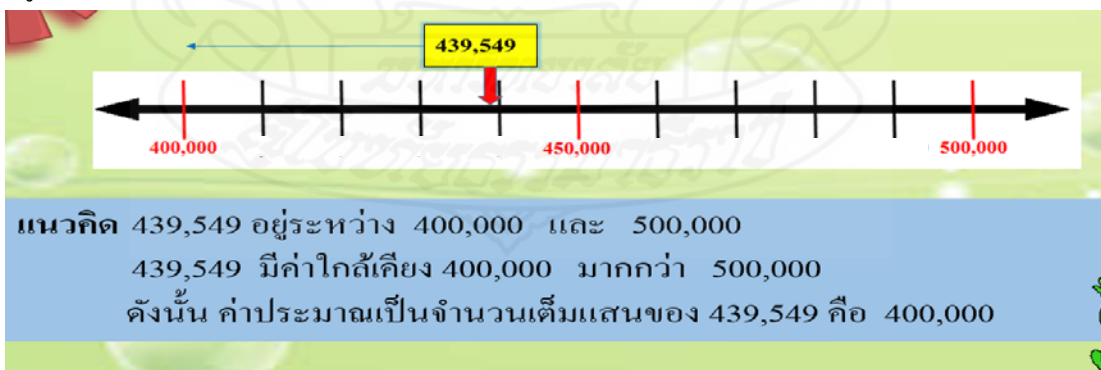 439,549
400,000 450,000 500,000
แนวคิด 439,549 อยู่ระหว่าง 400,000 และ 500,000
439,549 มีค่าใกล้เคียง 400,000 มากกว่า 500,000
ดังนั้น ค่าประมาณเป็นจำนวนเต็มแสนของ 439,549 คือ 400,000